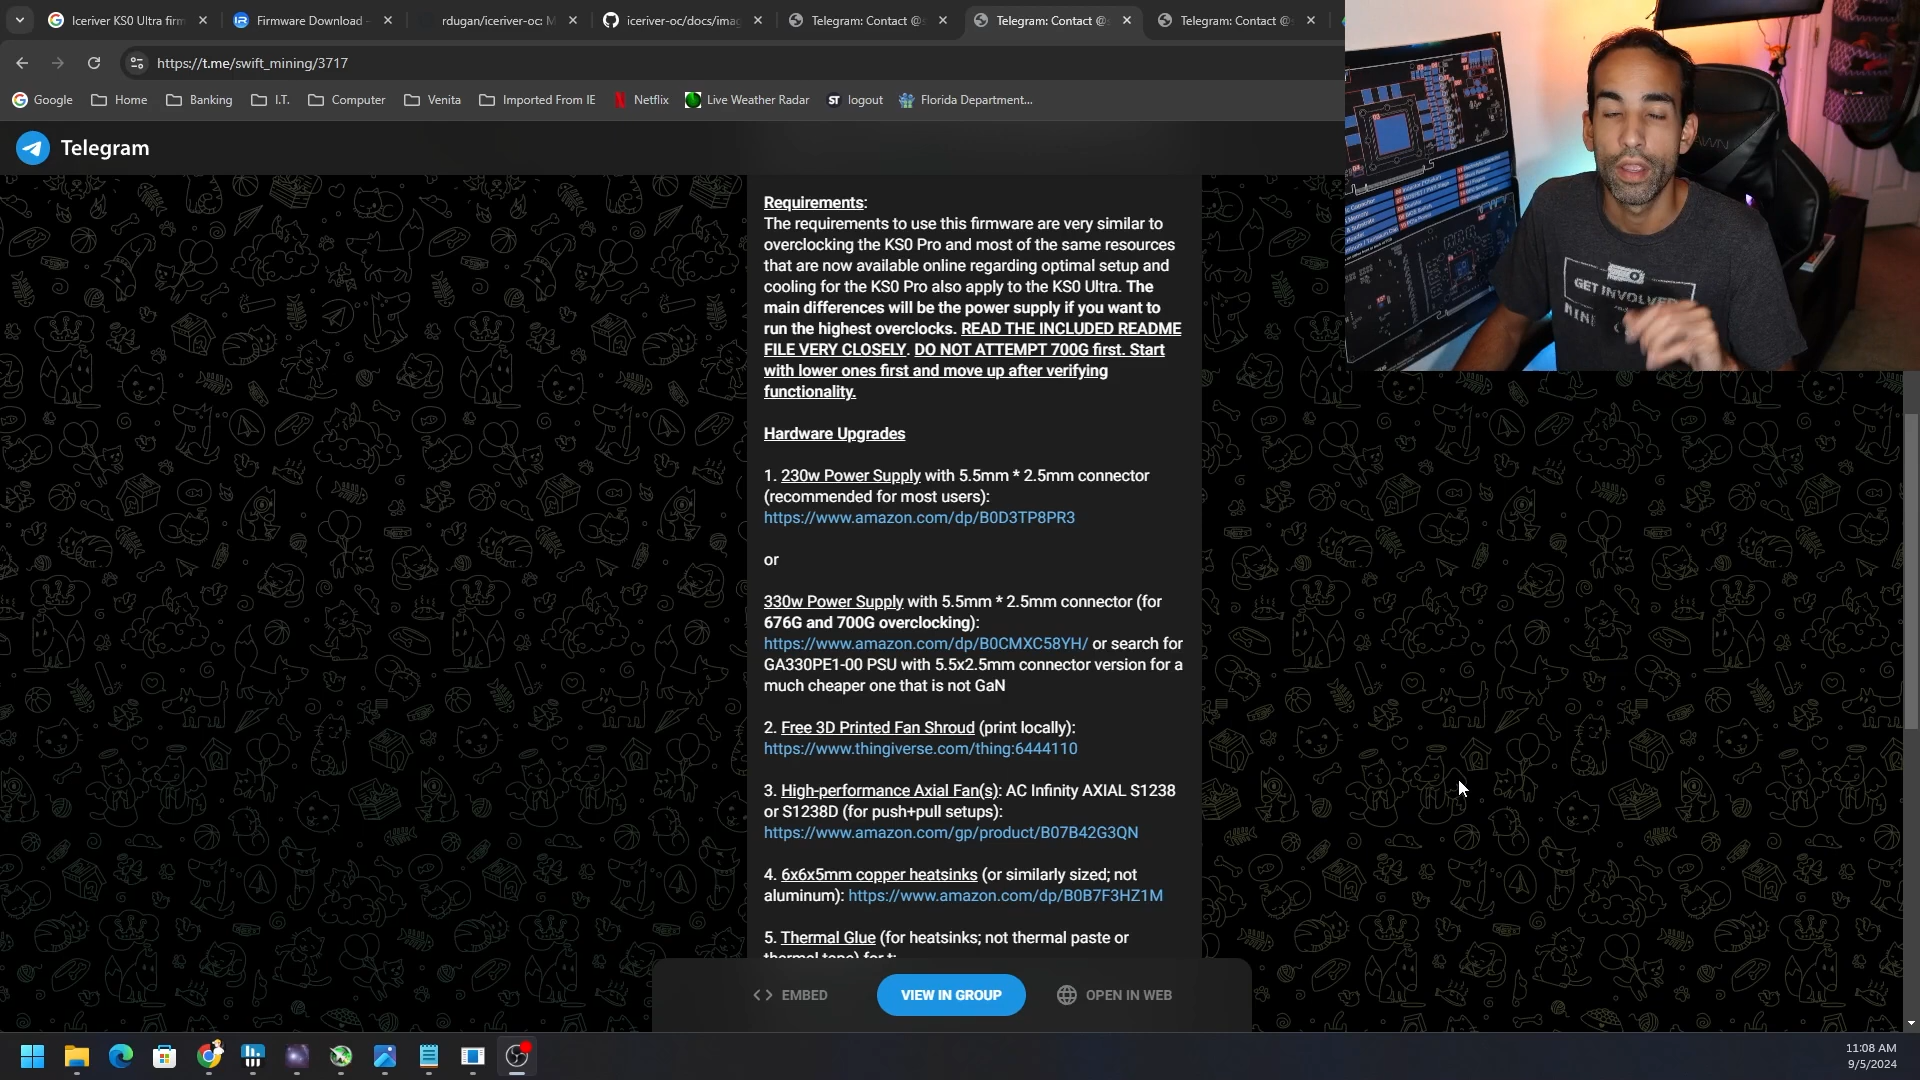 Iceriver KS0 Ultra firm
Firmware Download -
rdugan/iceriver-oc: M
iceriver-oc/docs/imag
Telegram: Contact @s
Telegram: Contact @s
Telegram: Contact @s
https://t.me/swift_mining/3717
Google
Home
Banking
I.T.
Computer
Venita
Imported From IE
Netflix
Live Weather Radar
logout
Florida Department...
Telegram
Requirements:
The requirements to use this firmware are very similar to
overclocking the KS0 Pro and most of the same resources
that are now available online regarding optimal setup and
cooling for the KS0 Pro also apply to the KS0 Ultra. The
main differences will be the power supply if you want to
run the highest overclocks. READ THE INCLUDED README
FILE VERY CLOSELY. DO NOT ATTEMPT 700G first. Start
with lower ones first and move up after verifying
functionality.
Hardware Upgrades
1. 230w Power Supply with 5.5mm * 2.5mm connector
(recommended for most users):
https://www.amazon.com/dp/B0D3TP8PR3
or
330w Power Supply with 5.5mm * 2.5mm connector (for
676G and 700G overclocking):
https://www.amazon.com/dp/B0CMXC58YH/ or search for
GA330PE1-00 PSU with 5.5x2.5mm connector version for a
much cheaper one that is not GaN
2. Free 3D Printed Fan Shroud (print locally):
https://www.thingiverse.com/thing:6444110
3. High-performance Axial Fan(s): AC Infinity AXIAL S1238
or S1238D (for push+pull setups):
https://www.amazon.com/gp/product/B07B42G3QN
4. 6x6x5mm copper heatsinks (or similarly sized; not
aluminum): https://www.amazon.com/dp/B0B7F3HZ1M
5. Thermal Glue (for heatsinks; not thermal paste or
EMBED
VIEW IN GROUP
OPEN IN WEB
GET INVOLVED
11:08 AM
9/5/2024